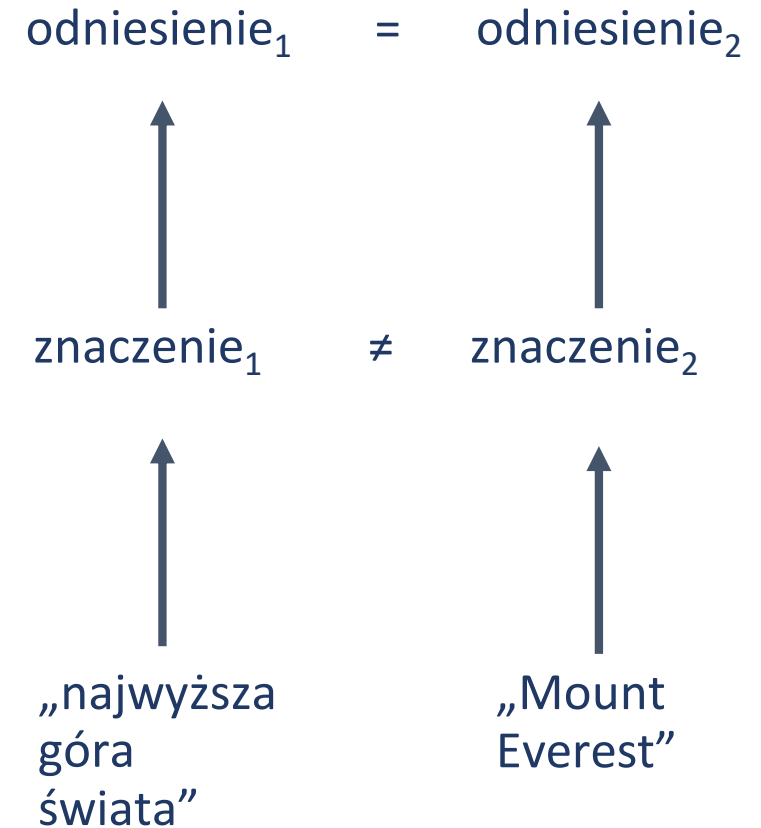 odniesienie₁ = odniesienie₂
znaczenie₁ ≠ znaczenie₂
„najwyższa
góra
świata”
„Mount
Everest”